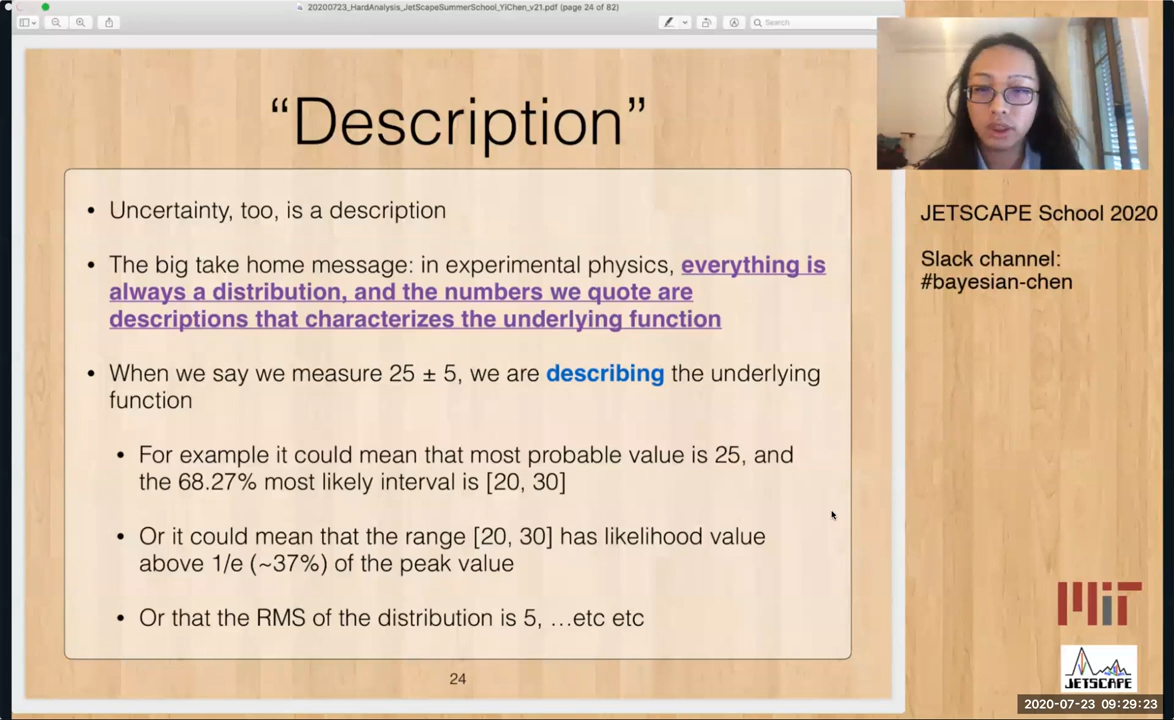 20200723_HardAnalysis_JetScapeSummerSchool_YiChen_v21.pdf (page 24 of 82)
Search
“Description”
• Uncertainty, too, is a description
• The big take home message: in experimental physics, everything is
always a distribution, and the numbers we quote are
descriptions that characterizes the underlying function
• When we say we measure 25 ± 5, we are describing the underlying
function
• For example it could mean that most probable value is 25, and
the 68.27% most likely interval is [20, 30]
• Or it could mean that the range [20, 30] has likelihood value
above 1/e (~37%) of the peak value
• Or that the RMS of the distribution is 5, …etc etc
24
JETSCAPE School 2020
Slack channel:
#bayesian-chen
MIT
JETSCAPE
2020-07-23 09:29:23